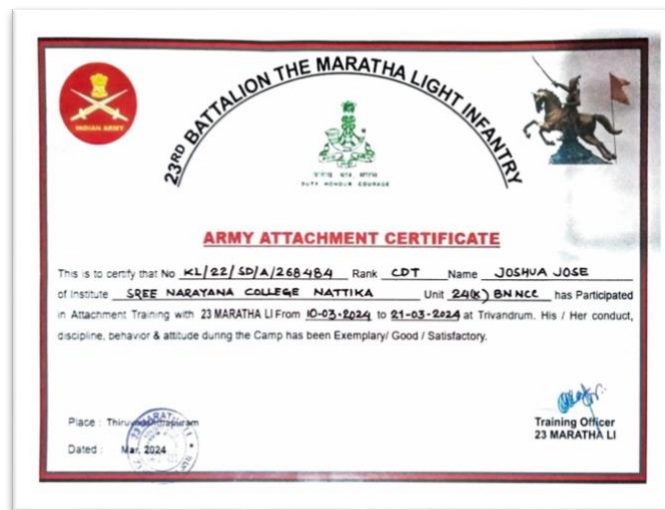 INDIAN ARMY
23RD BATTALION THE MARATHA LIGHT INFANTRY
DUTY HONOUR COURAGE
ARMY ATTACHMENT CERTIFICATE
This is to certify that No KL/22/SD/A/268484 Rank CDT Name JOSHUA JOSE
of Institute SREE NARAYANA COLLEGE NATTIKA Unit 24(K) BN NCC has Participated
in Attachment Training with 23 MARATHA LI From 10-03-2024 to 21-03-2024 at Trivandrum. His / Her conduct,
discipline, behavior & attitude during the Camp has been Exemplary/ Good / Satisfactory.
Place : Thiruvananthapuram
Dated : Mar, 2024
Training Officer
23 MARATHA LI